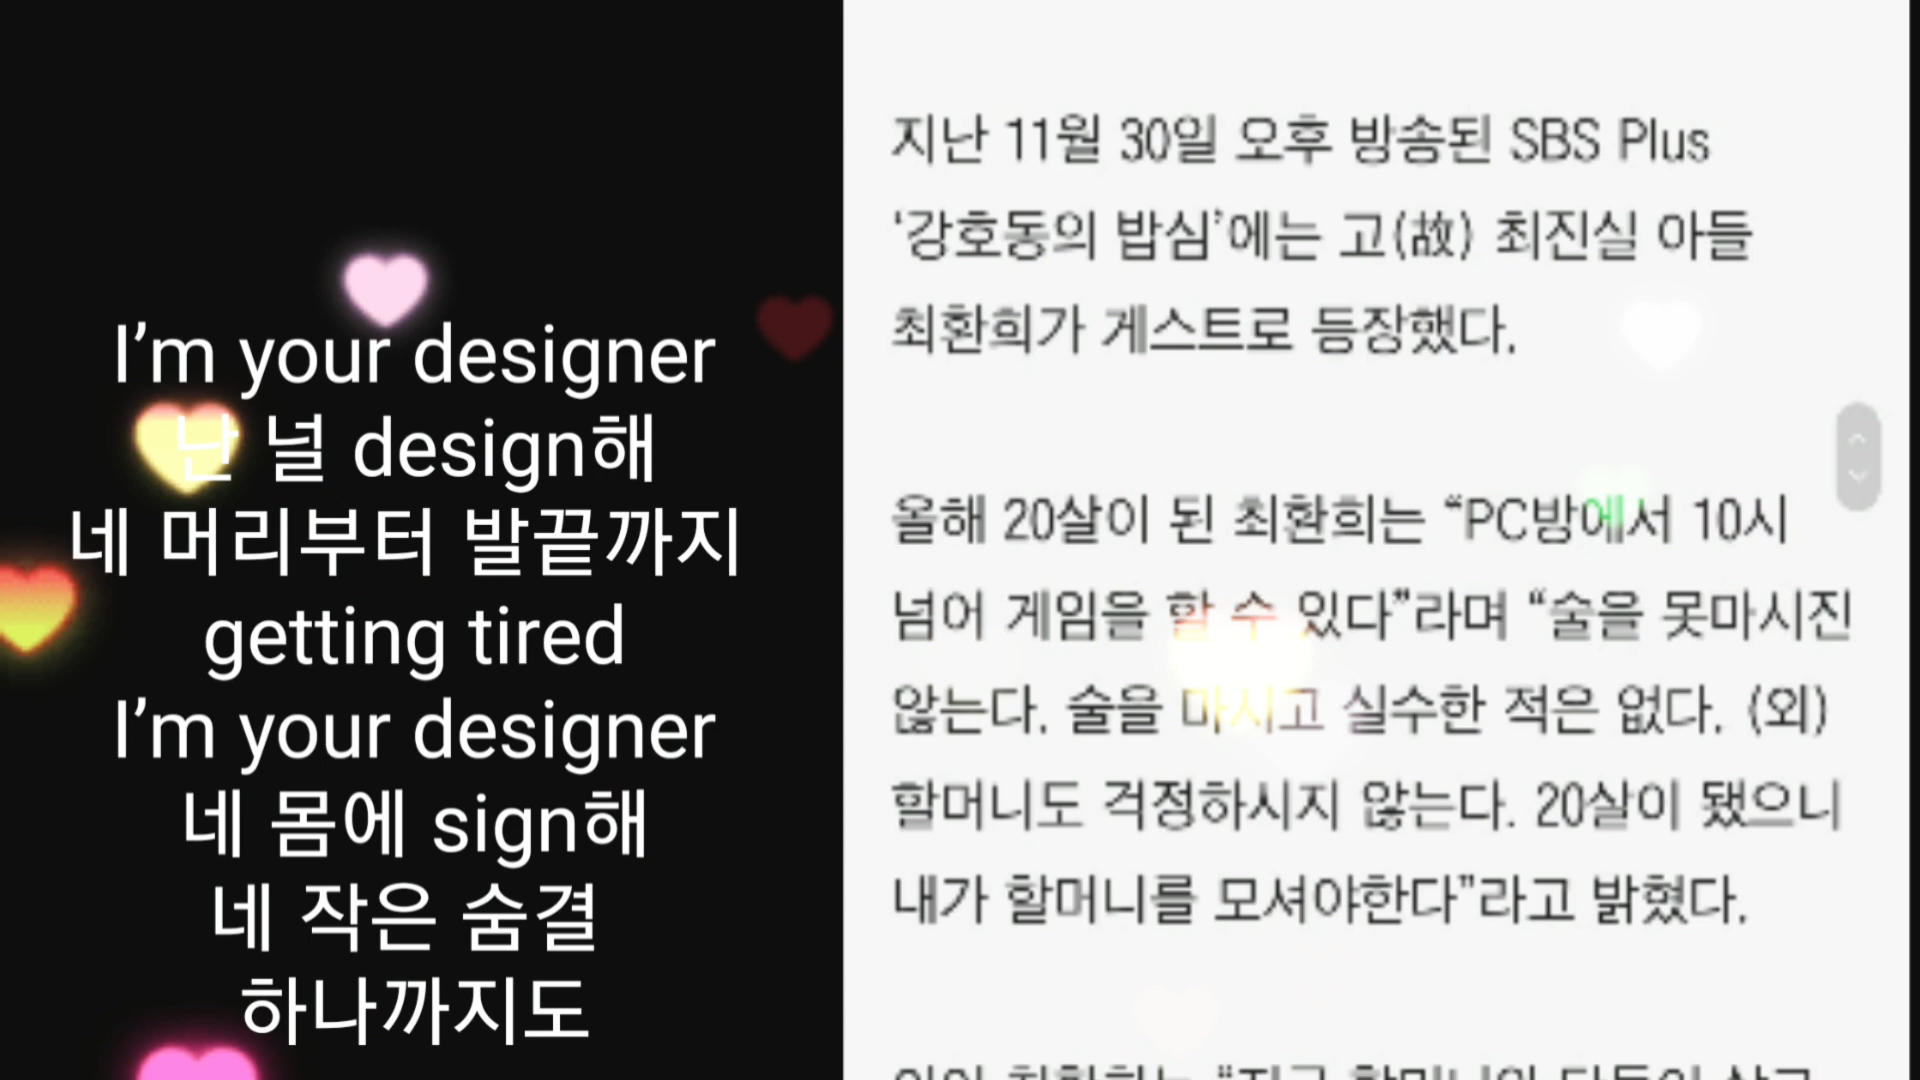 I’m your designer
난 널 design해
네 머리부터 발끝까지
getting tired
I’m your designer
네 몸에 sign해
네 작은 숨결
하나까지도
지난 11월 30일 오후 방송된 SBS Plus
‘강호동의 밥심’에는 고(故) 최진실 아들
최환희가 게스트로 등장했다.
올해 20살이 된 최환희는 “PC방에서 10시
넘어 게임을 할 수 있다”라며 “술을 못마시진
않는다. 술을 마시고 실수한 적은 없다. (외)
할머니도 걱정하시지 않는다. 20살이 됐으니
내가 할머니를 모셔야한다”라고 밝혔다.